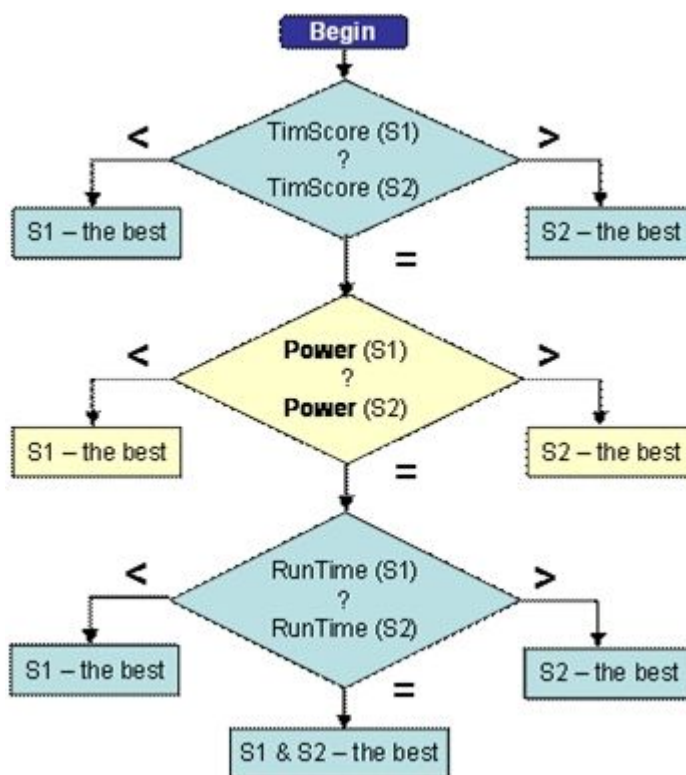 Begin
<
TimScore (S1)
?
TimScore (S2)
>
S1 – the best
S2 – the best
=
<
Power (S1)
?
Power (S2)
>
S1 – the best
S2 – the best
=
<
RunTime (S1)
?
RunTime (S2)
>
S1 – the best
S2 – the best
=
S1 & S2 – the best